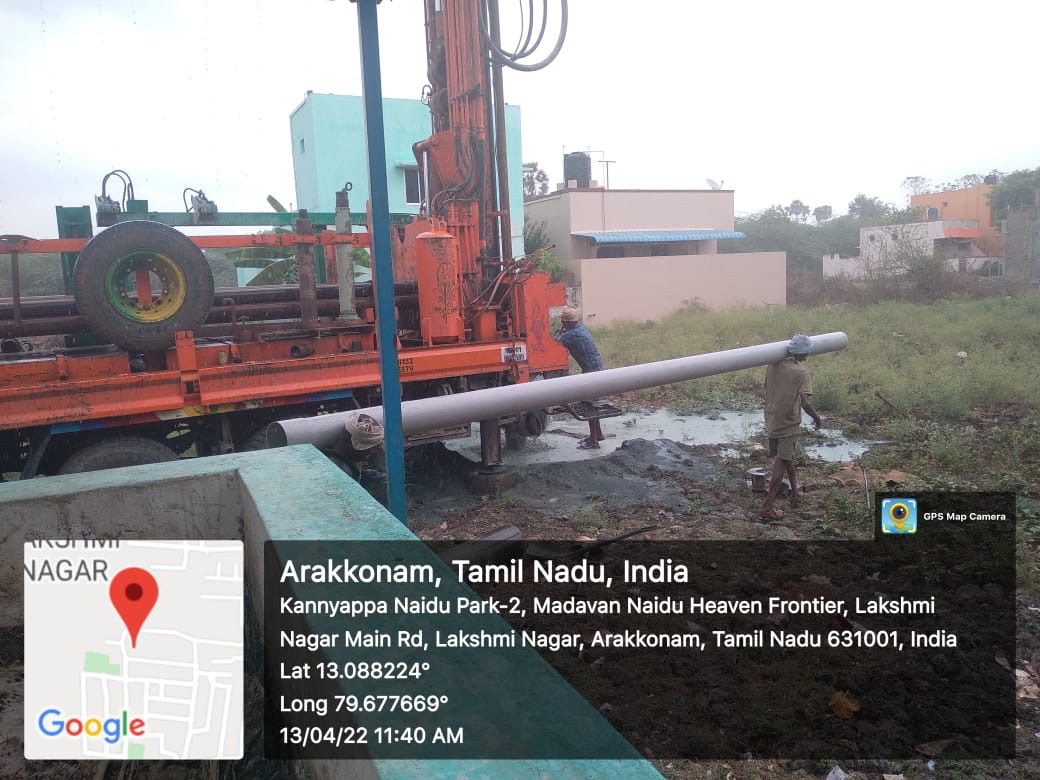 GPS Map Camera
NAGAR
Google
Arakkonam, Tamil Nadu, India
Kannyappa Naidu Park-2, Madavan Naidu Heaven Frontier, Lakshmi
Nagar Main Rd, Lakshmi Nagar, Arakkonam, Tamil Nadu 631001, India
Lat 13.088224°
Long 79.677669°
13/04/22 11:40 AM